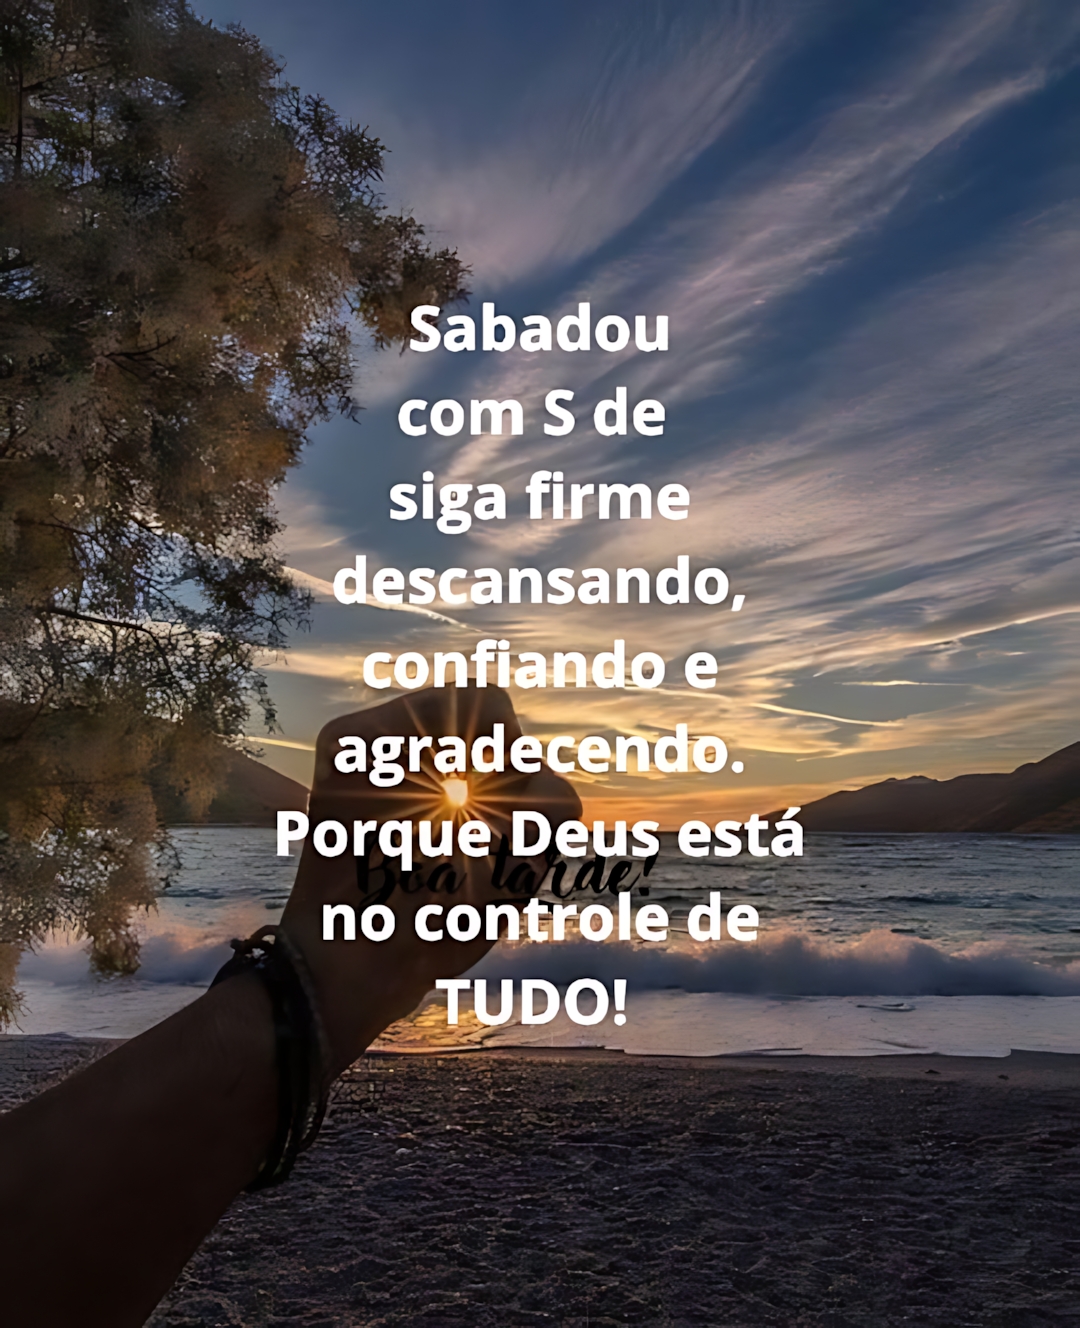 Sabadou
com S de
siga firme
descansando,
confiando e
agradecendo.
Porque Deus está
Boa tarde!
no controle de
TUDO!